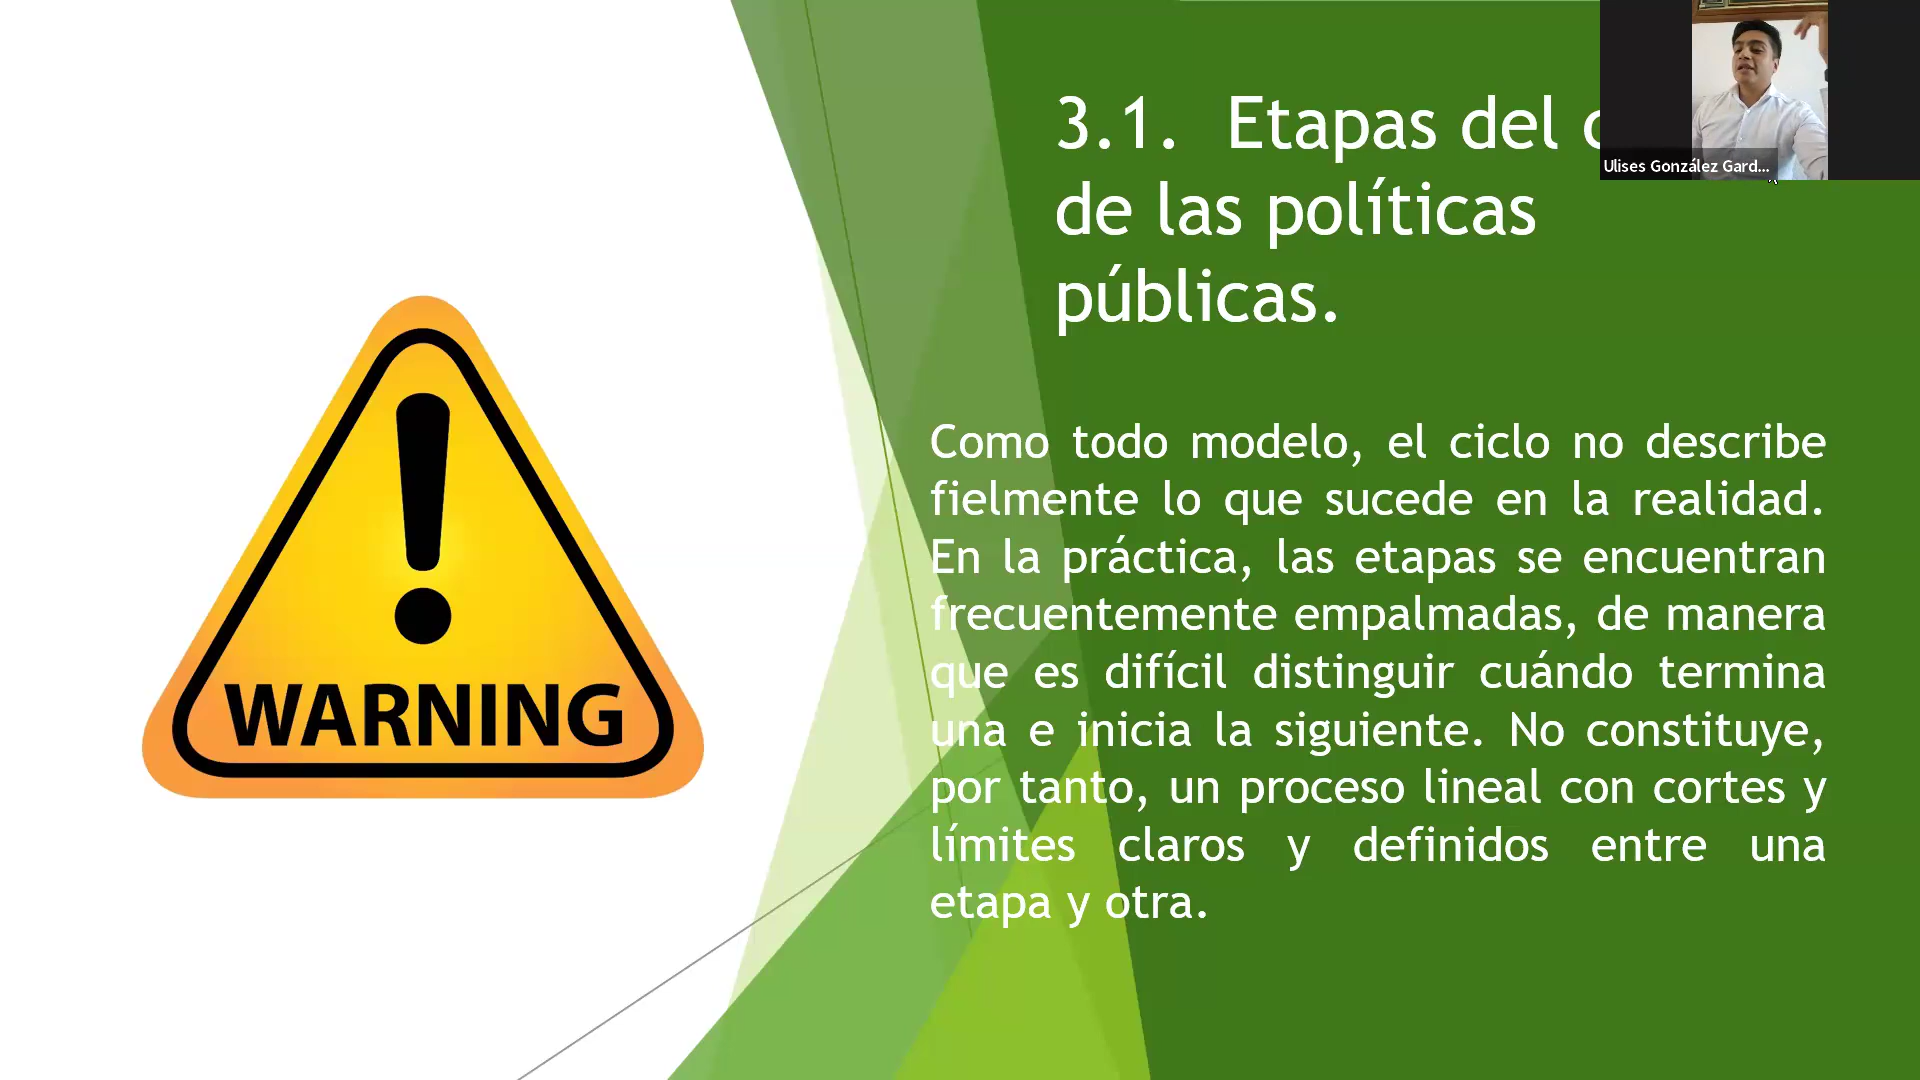 3.1. Etapas del
de las políticas
públicas.
Ulises González Gard...
WARNING
Como todo modelo, el ciclo no describe
fielmente lo que sucede en la realidad.
En la práctica, las etapas se encuentran
frecuentemente empalmadas, de manera
que es difícil distinguir cuándo termina
una e inicia la siguiente. No constituye,
por tanto, un proceso lineal con cortes y
límites claros y definidos entre una
etapa y otra.